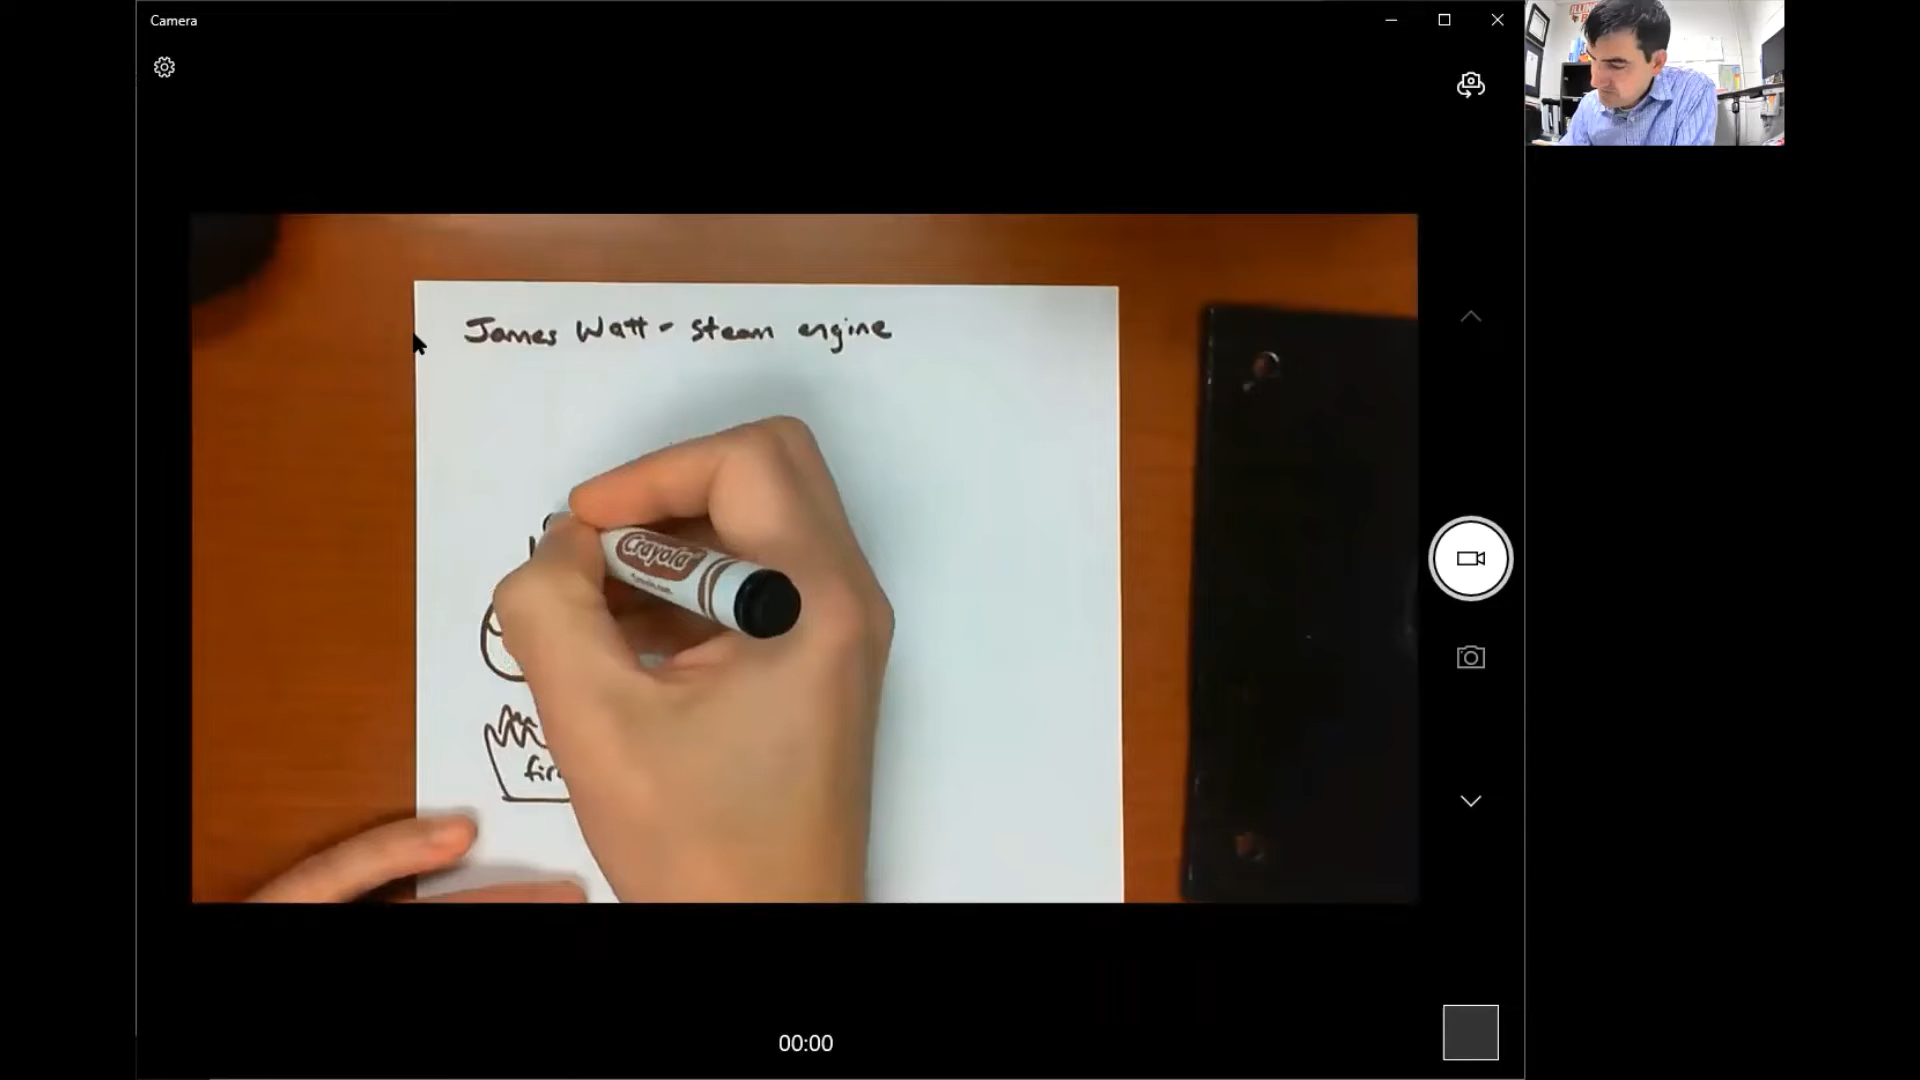 Camera
James Watt - steam engine
Crayola
00:00